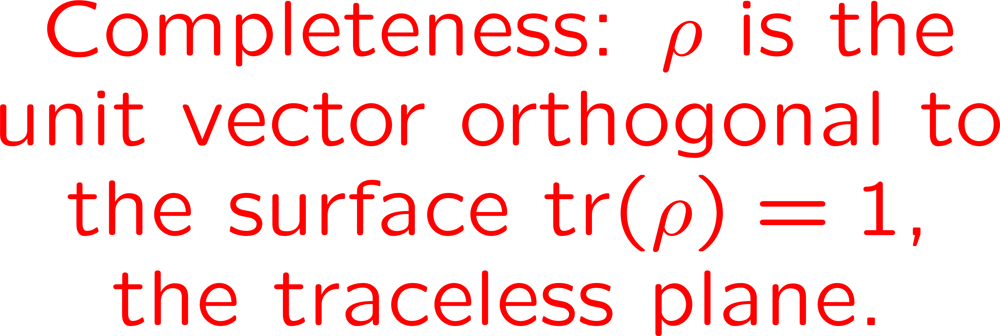 Completeness: ρ is the
unit vector orthogonal to
the surface tr(ρ) = 1,
the traceless plane.